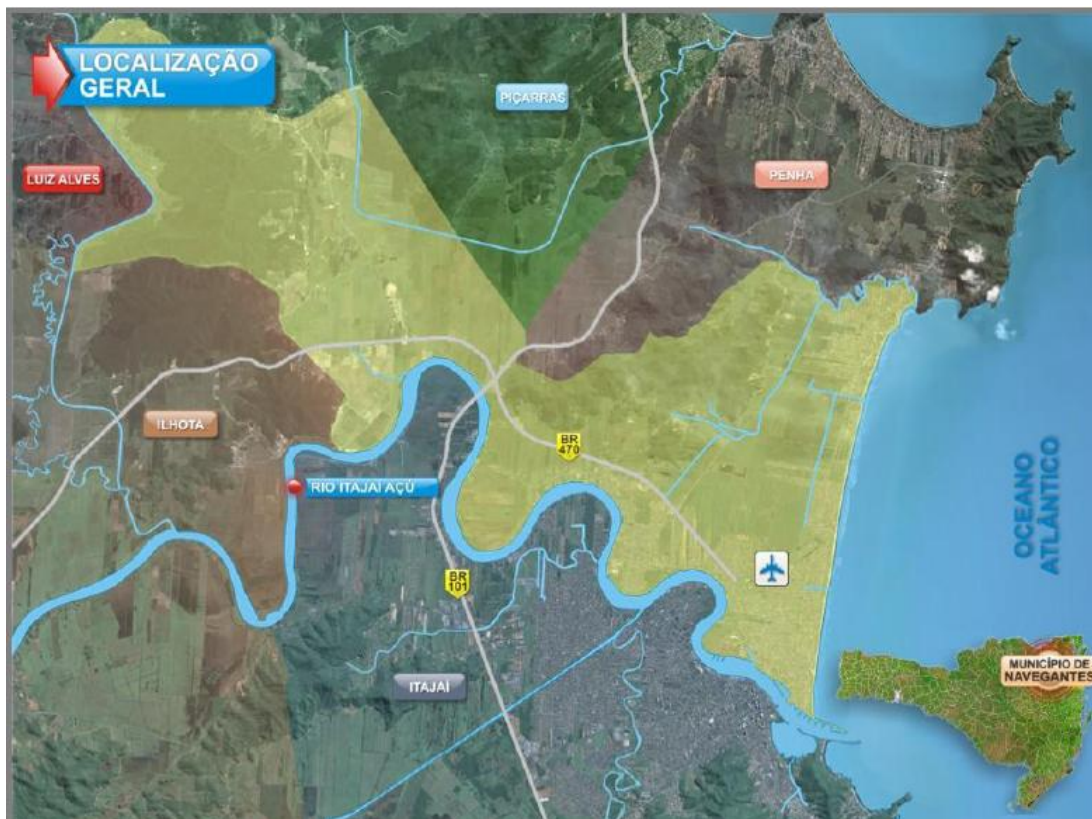 LOCALIZAÇÃO
GERAL
PIÇARRAS
LUIZ ALVES
PENHA
ILHOTA
BR
470
RIO ITAJAI AÇÚ
OCEANO
ATLÂNTICO
BR
101
ITAJAÍ
MUNICÍPIO DE
NAVEGANTES